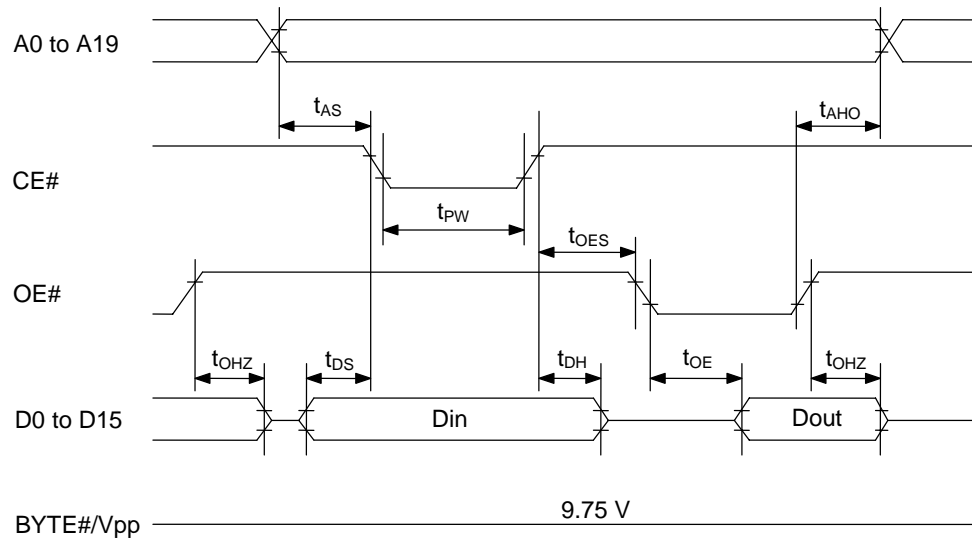 A0 to A19
tAS
tAHO
CE#
tPW
tOES
OE#
tOHZ
tDS
tDH
tOE
tOHZ
D0 to D15
Din
Dout
9.75 V
BYTE#/Vpp